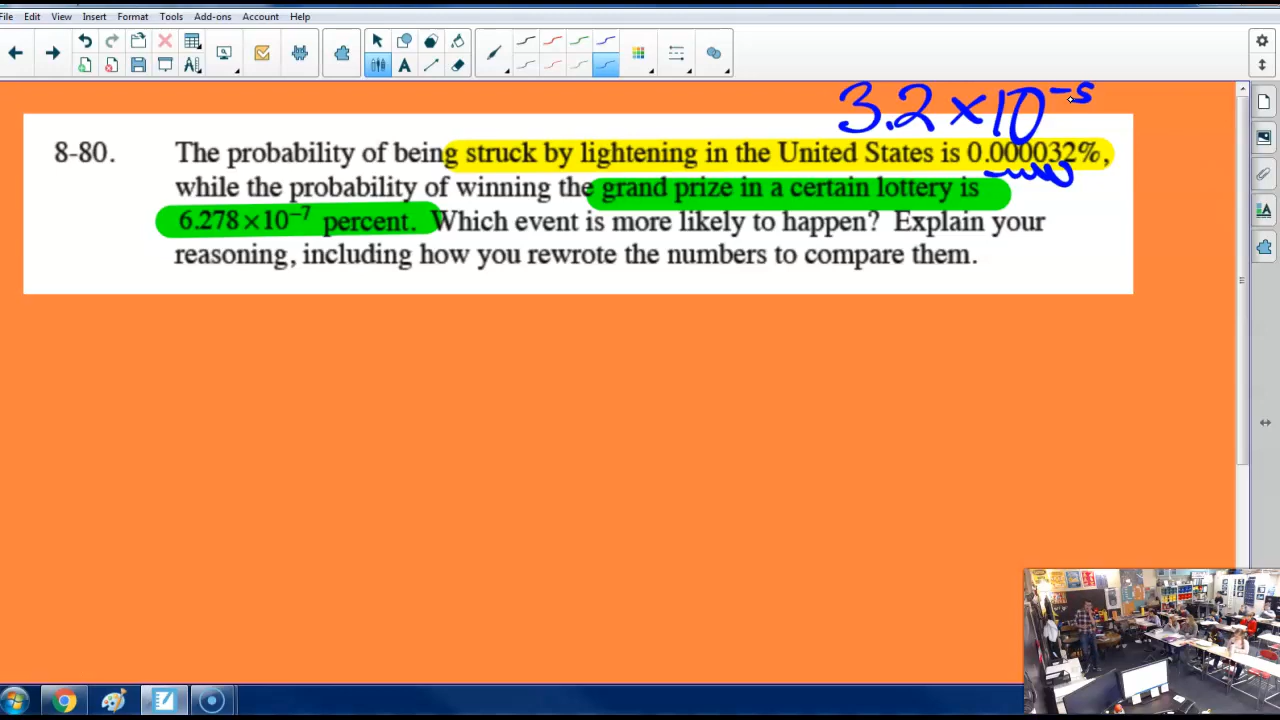 File Edit View Insert Format Tools Add-ons Account Help
3.2 × 10⁻⁵
8-80. The probability of being struck by lightening in the United States is 0.000032%,
while the probability of winning the grand prize in a certain lottery is
6.278×10⁻⁷ percent. Which event is more likely to happen? Explain your
reasoning, including how you rewrote the numbers to compare them.